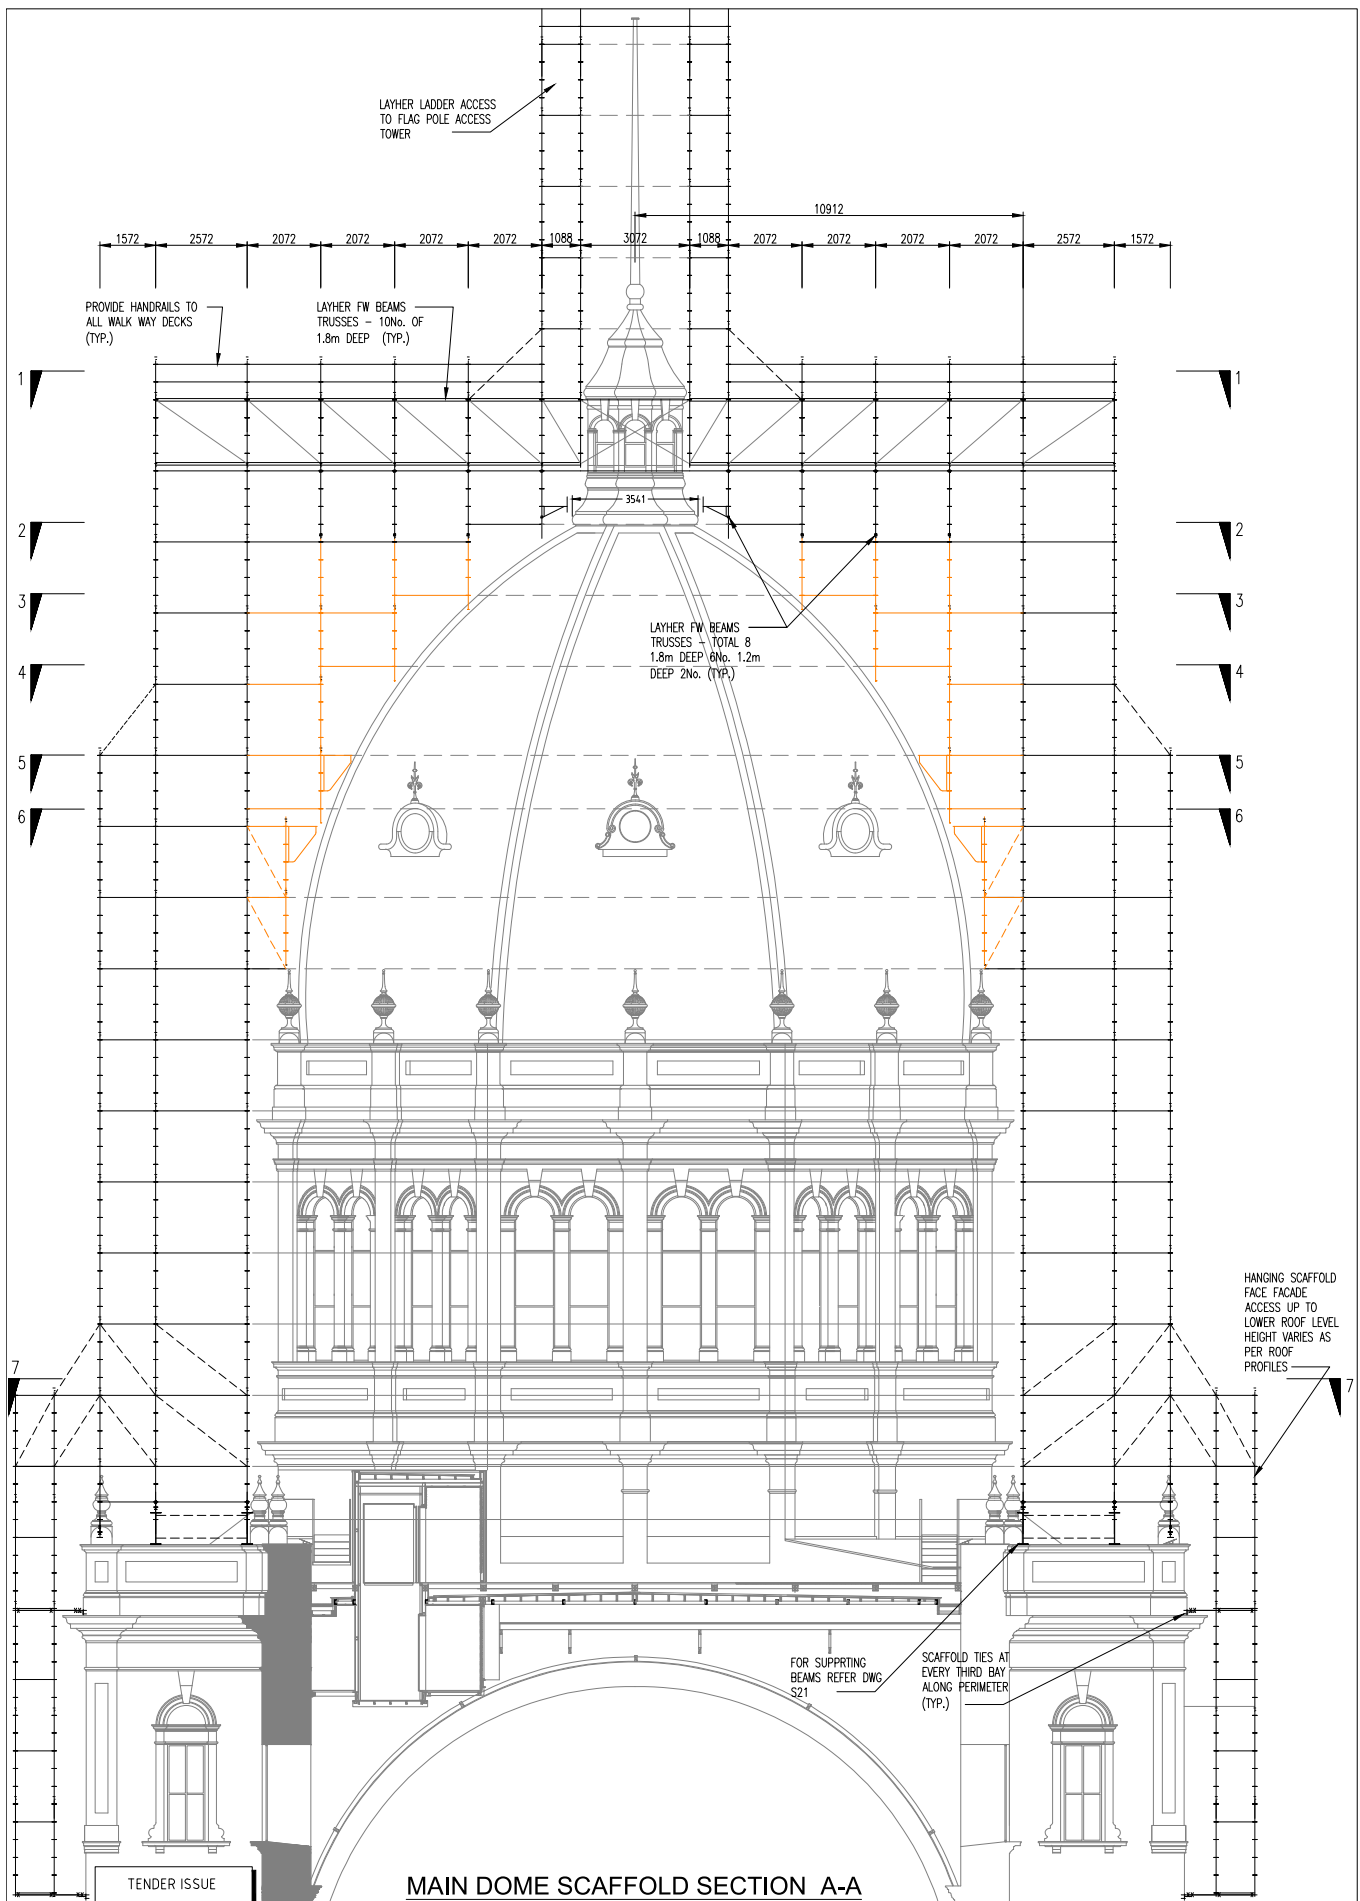 LAYHER LADDER ACCESS
TO FLAG POLE ACCESS
TOWER
10912
1572 2572 2072 2072 2072 2072 1088 3072 1088 2072 2072 2072 2072 2572 1572
PROVIDE HANDRAILS TO
ALL WALK WAY DECKS
(TYP.)
LAYHER FW BEAMS
TRUSSES - 10No. OF
1.8m DEEP (TYP.)
1 1
3541
2 2
3 3
LAYHER FW BEAMS
TRUSSES - TOTAL 8
1.8m DEEP 6No. 1.2m
DEEP 2No. (TYP.)
4 4
5 5
6 6
HANGING SCAFFOLD
FACE FACADE
ACCESS UP TO
LOWER ROOF LEVEL
HEIGHT VARIES AS
PER ROOF
PROFILES
7 7
FOR SUPPRTING
BEAMS REFER DWG
S21
SCAFFOLD TIES AT
EVERY THIRD BAY
ALONG PERIMETER
(TYP.)
TENDER ISSUE
MAIN DOME SCAFFOLD SECTION A-A